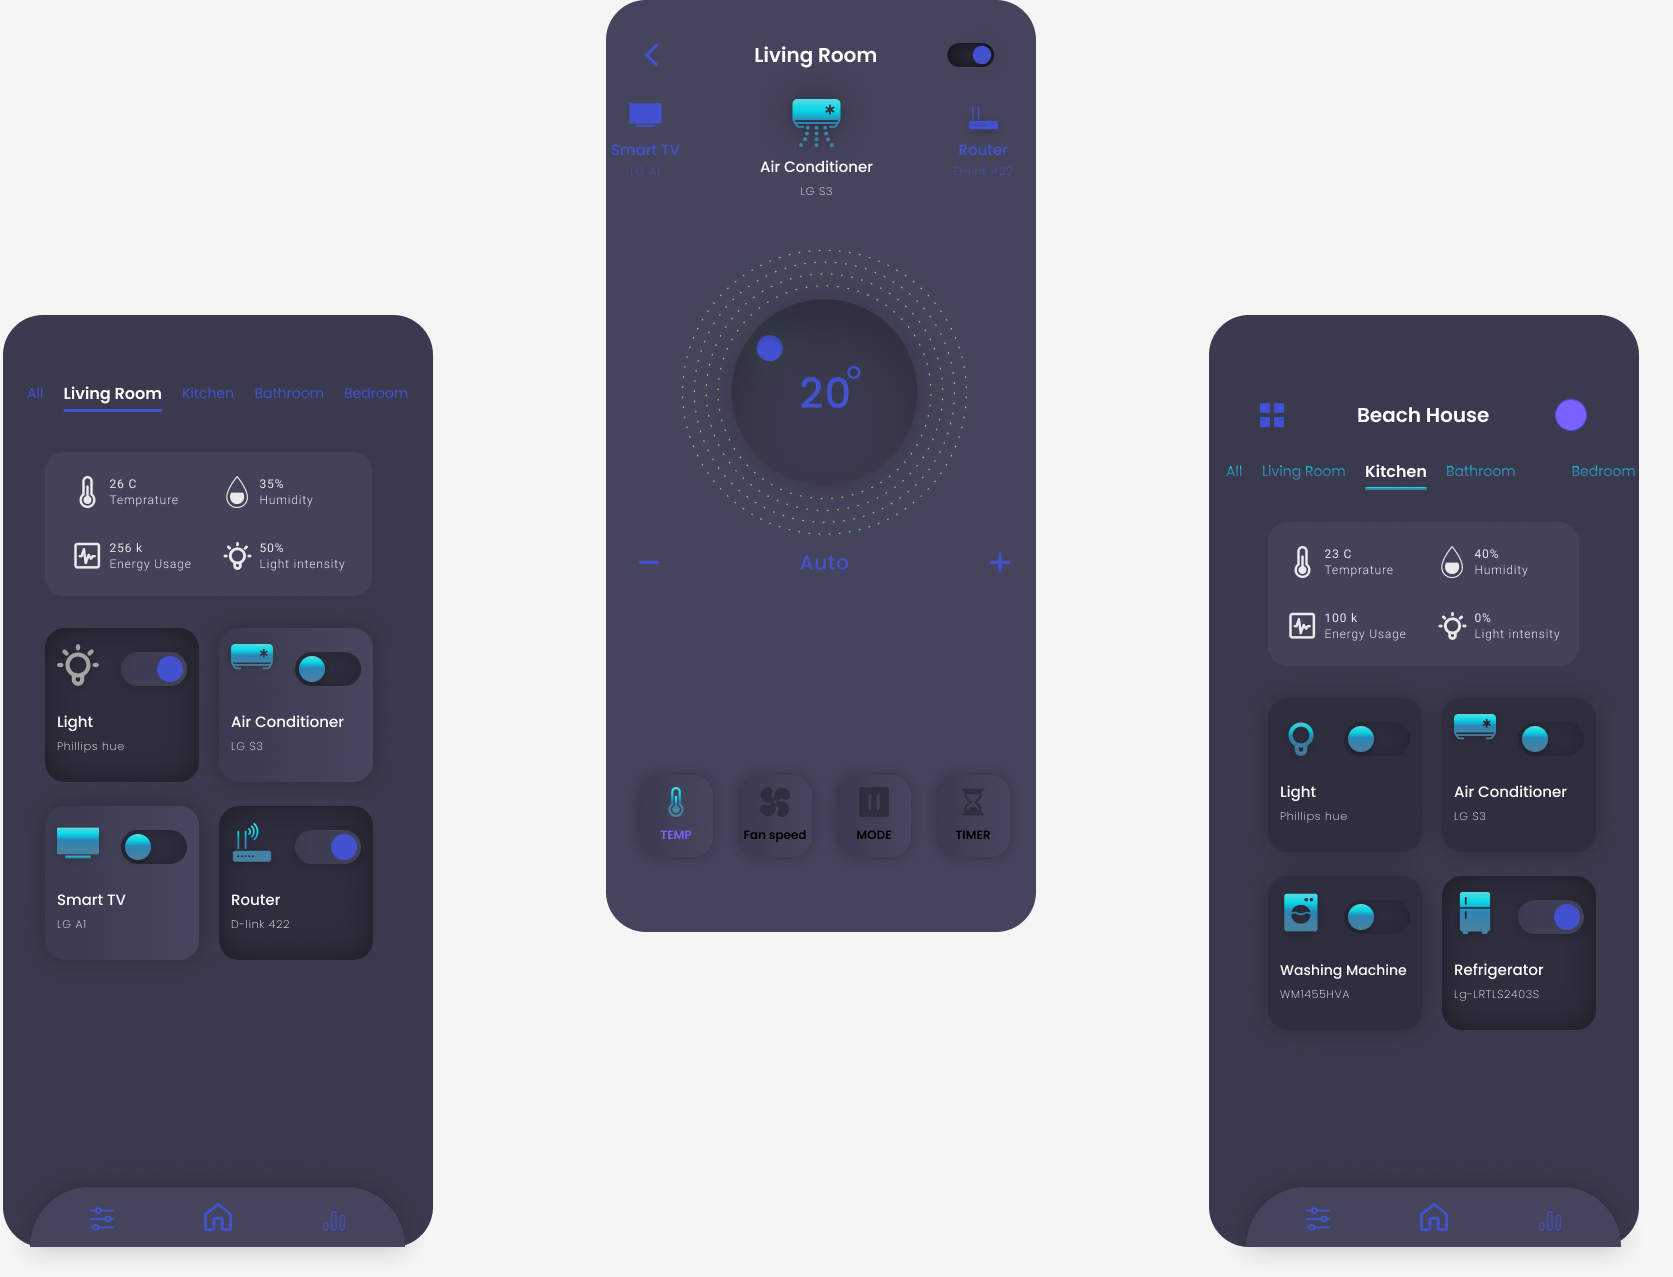 Living Room
Smart TV
LG A1
Air Conditioner
LG S3
Router
D-link 422
20°
Auto
TEMP
Fan speed
MODE
TIMER
All Living Room Kitchen Bathroom Bedroom
26 C
Temprature
35%
Humidity
256 k
Energy Usage
50%
Light intensity
Light
Phillips hue
Air Conditioner
LG S3
Smart TV
LG A1
Router
D-link 422
Beach House
All Living Room Kitchen Bathroom Bedroom
23 C
Temprature
40%
Humidity
100 k
Energy Usage
0%
Light intensity
Light
Phillips hue
Air Conditioner
LG S3
Washing Machine
WM1455HVA
Refrigerator
Lg-LRTLS2403S